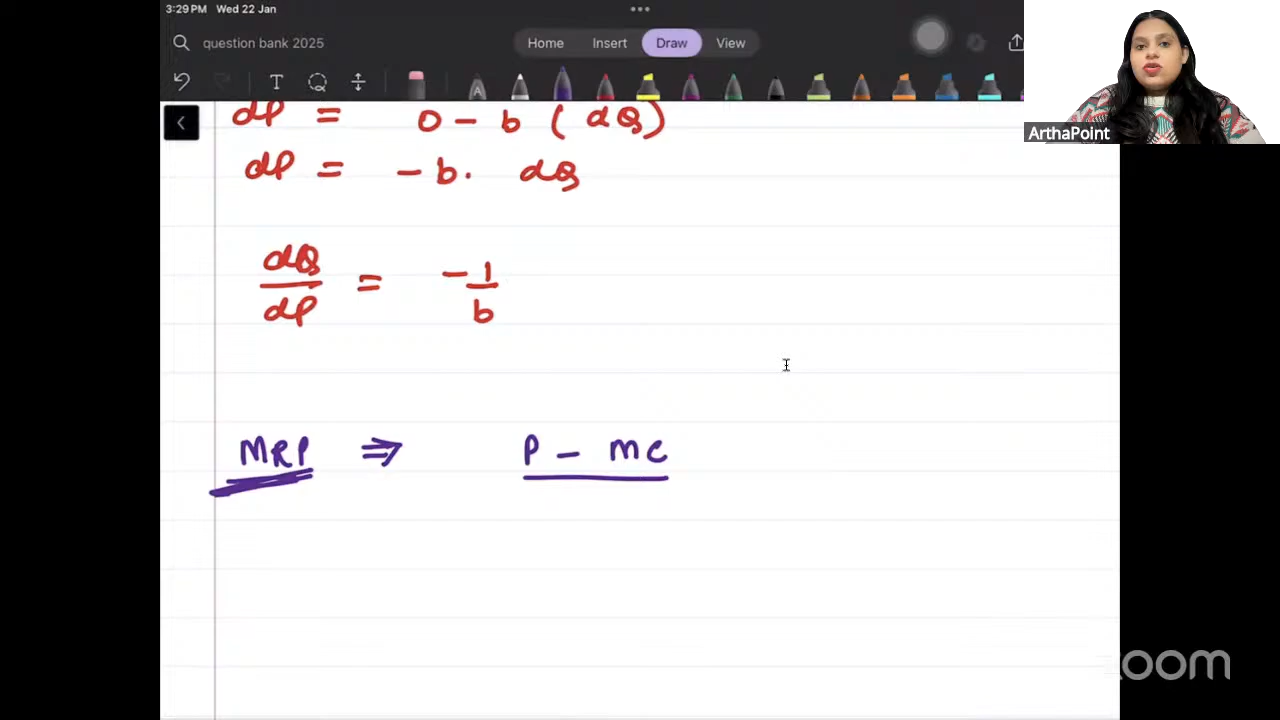 3:29 PM Wed 22 Jan
question bank 2025
Home Insert Draw View
ArthaPoint
dP = 0 - b (dQ)
dP = - b. dQ
dQ/dP = -1/b
MRP ⇒ P - MC
zoom